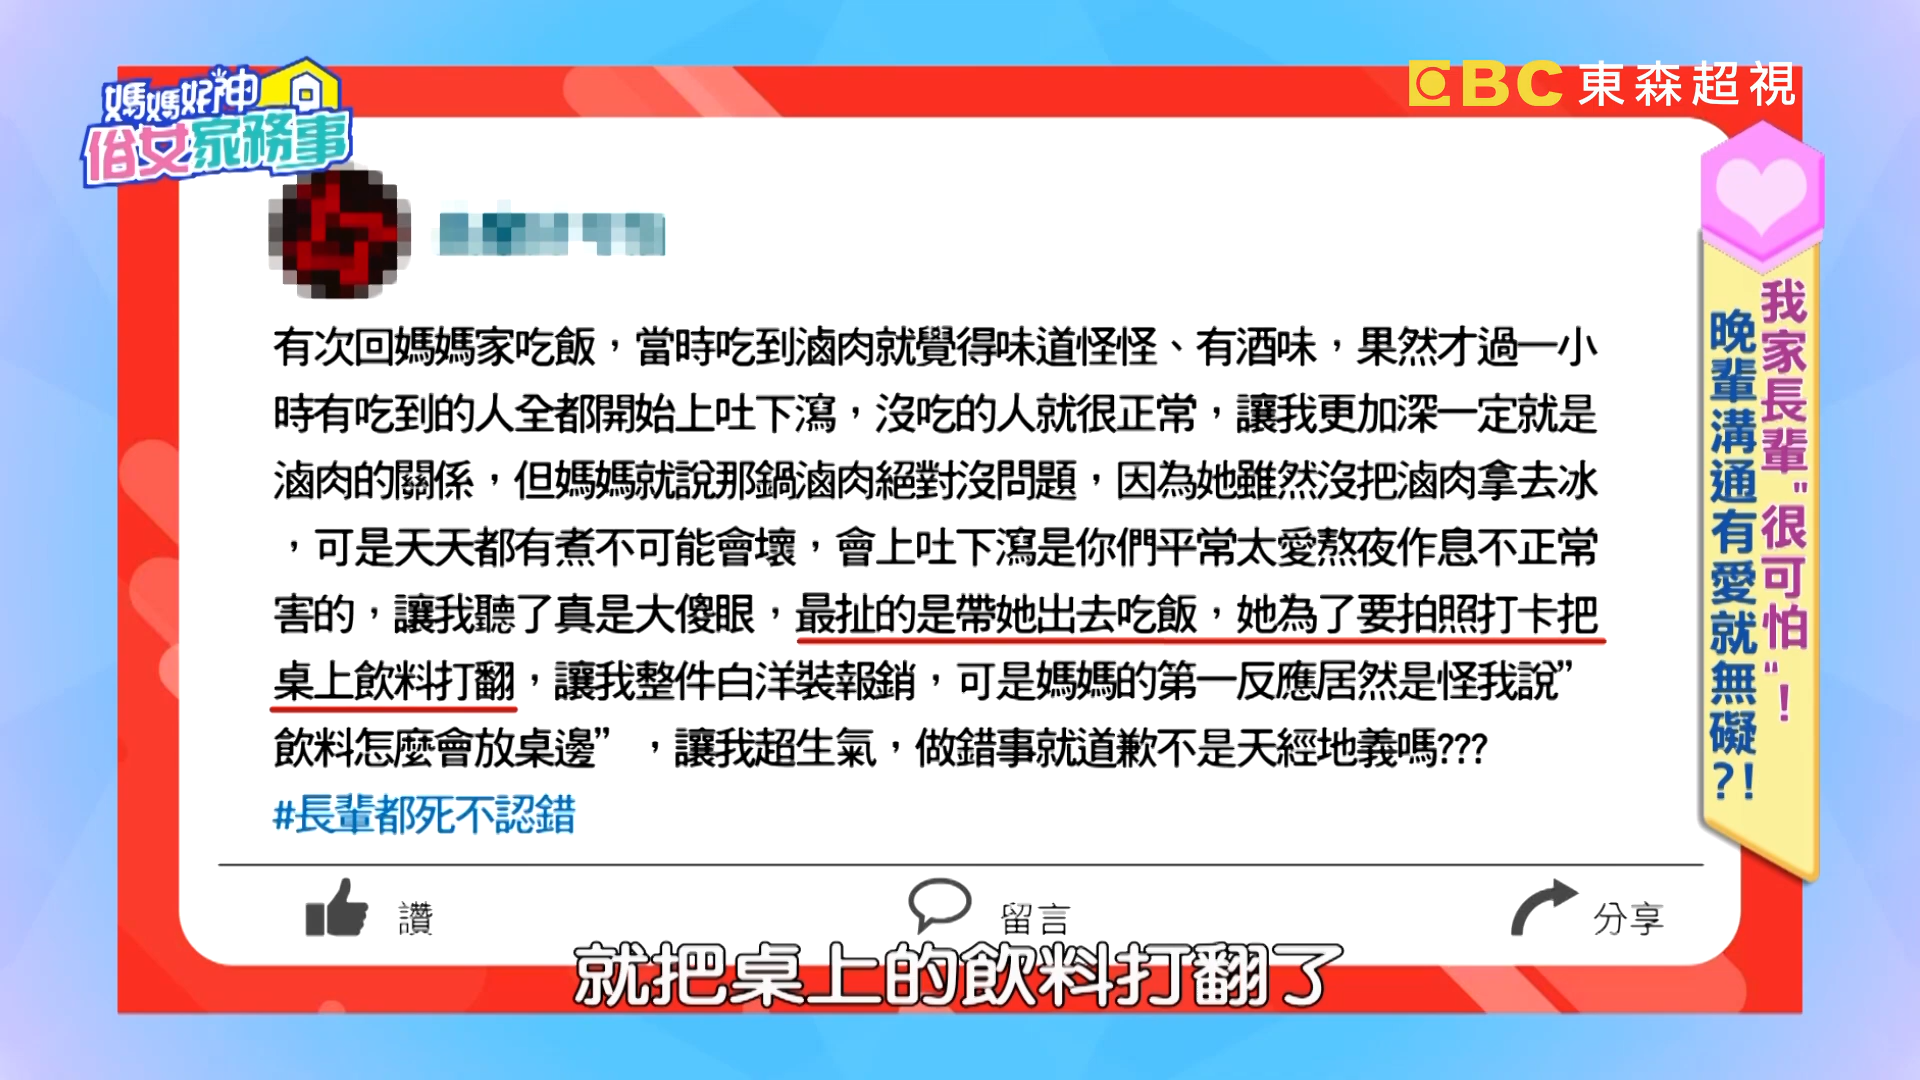 媽媽好神
俗女家務事
EBC 東森超視
有次回媽媽家吃飯，當時吃到滷肉就覺得味道怪怪、有酒味，果然才過一小
時有吃到的人全都開始上吐下瀉，沒吃的人就很正常，讓我更加深一定就是
滷肉的關係，但媽媽就說那鍋滷肉絕對沒問題，因為她雖然沒把滷肉拿去冰
，可是天天都有煮不可能會壞，會上吐下瀉是你們平常太愛熬夜作息不正常
害的，讓我聽了真是大傻眼，最扯的是帶她出去吃飯，她為了要拍照打卡把
桌上飲料打翻，讓我整件白洋裝報銷，可是媽媽的第一反應居然是怪我說”
飲料怎麼會放桌邊”，讓我超生氣，做錯事就道歉不是天經地義嗎???
#長輩都死不認錯
讚
留言
分享
我家長輩"很可怕"！
晚輩溝通有愛就無礙?!
就把桌上的飲料打翻了